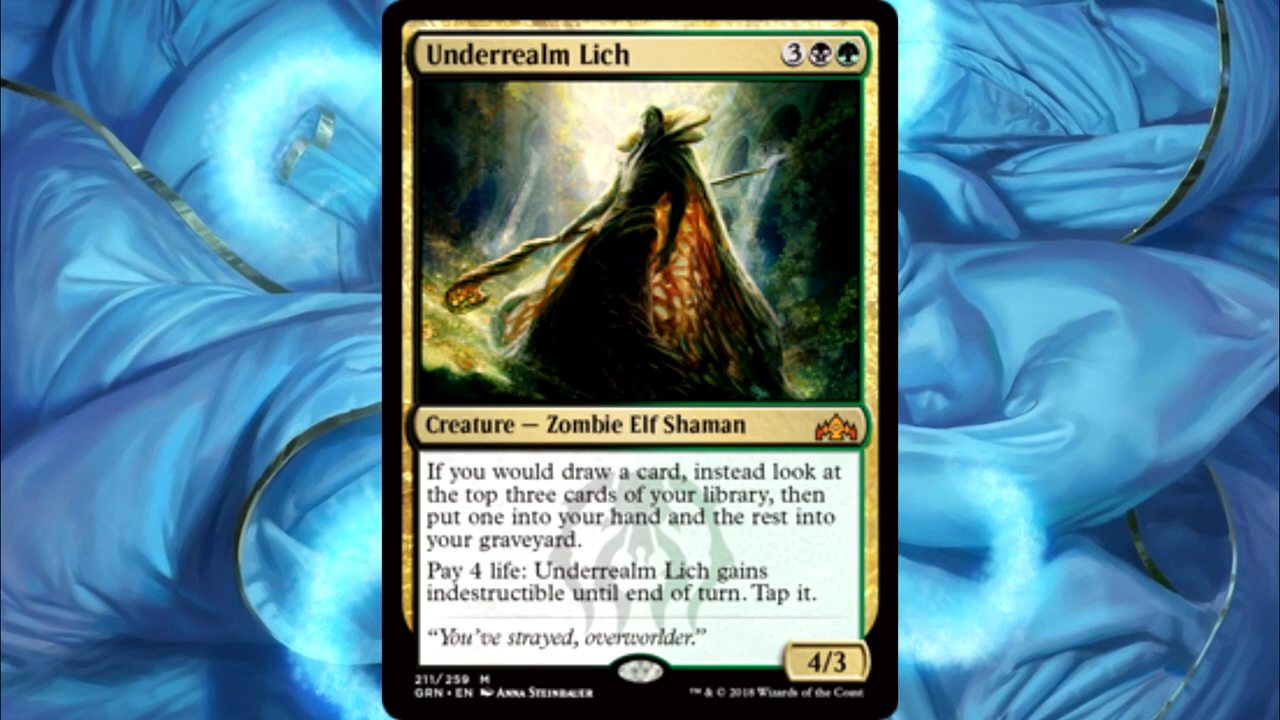 Underrealm Lich 3
Creature — Zombie Elf Shaman
If you would draw a card, instead look at
the top three cards of your library, then
put one into your hand and the rest into
your graveyard.
Pay 4 life: Underrealm Lich gains
indestructible until end of turn. Tap it.
“You’ve strayed, overworlder.”
4/3
211/259 M
GRN • EN Anna Steinbauer
™ & © 2018 Wizards of the Coast